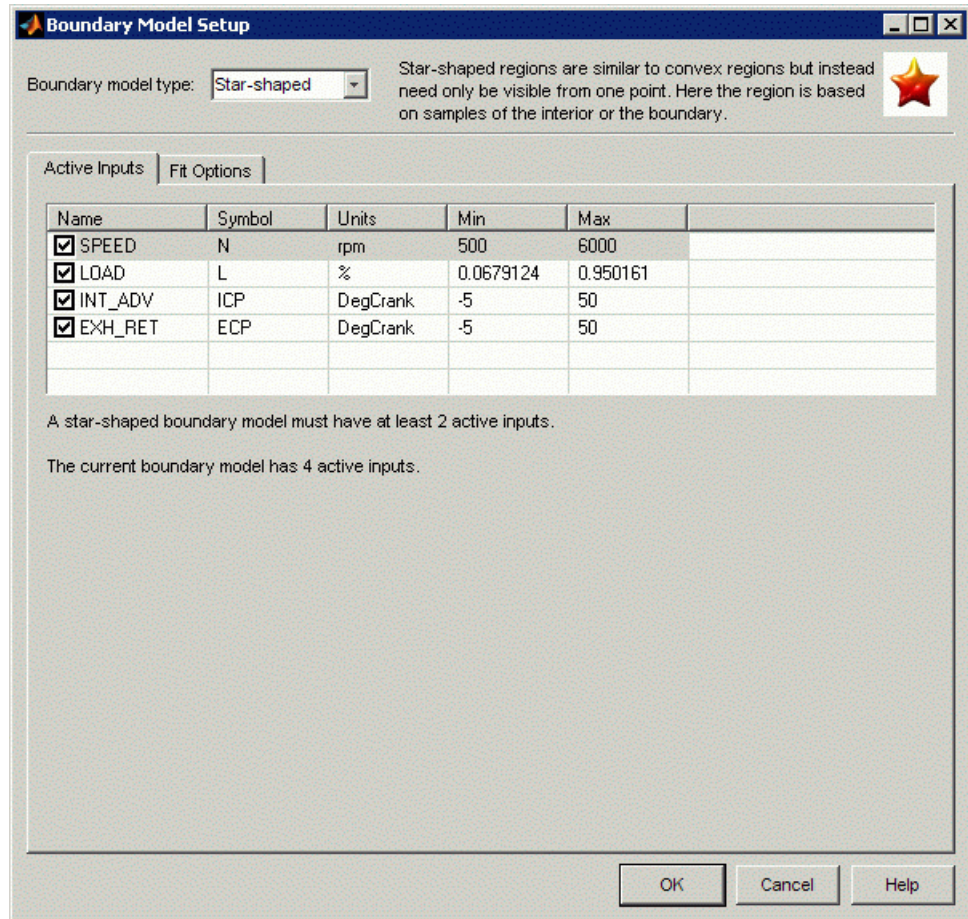 Boundary Model Setup
Boundary model type: Star-shaped
Star-shaped regions are similar to convex regions but instead
need only be visible from one point. Here the region is based
on samples of the interior or the boundary.
Active Inputs Fit Options
Name Symbol Units Min Max
SPEED N rpm 500 6000
LOAD L % 0.0679124 0.950161
INT_ADV ICP DegCrank -5 50
EXH_RET ECP DegCrank -5 50
A star-shaped boundary model must have at least 2 active inputs.
The current boundary model has 4 active inputs.
OK Cancel Help